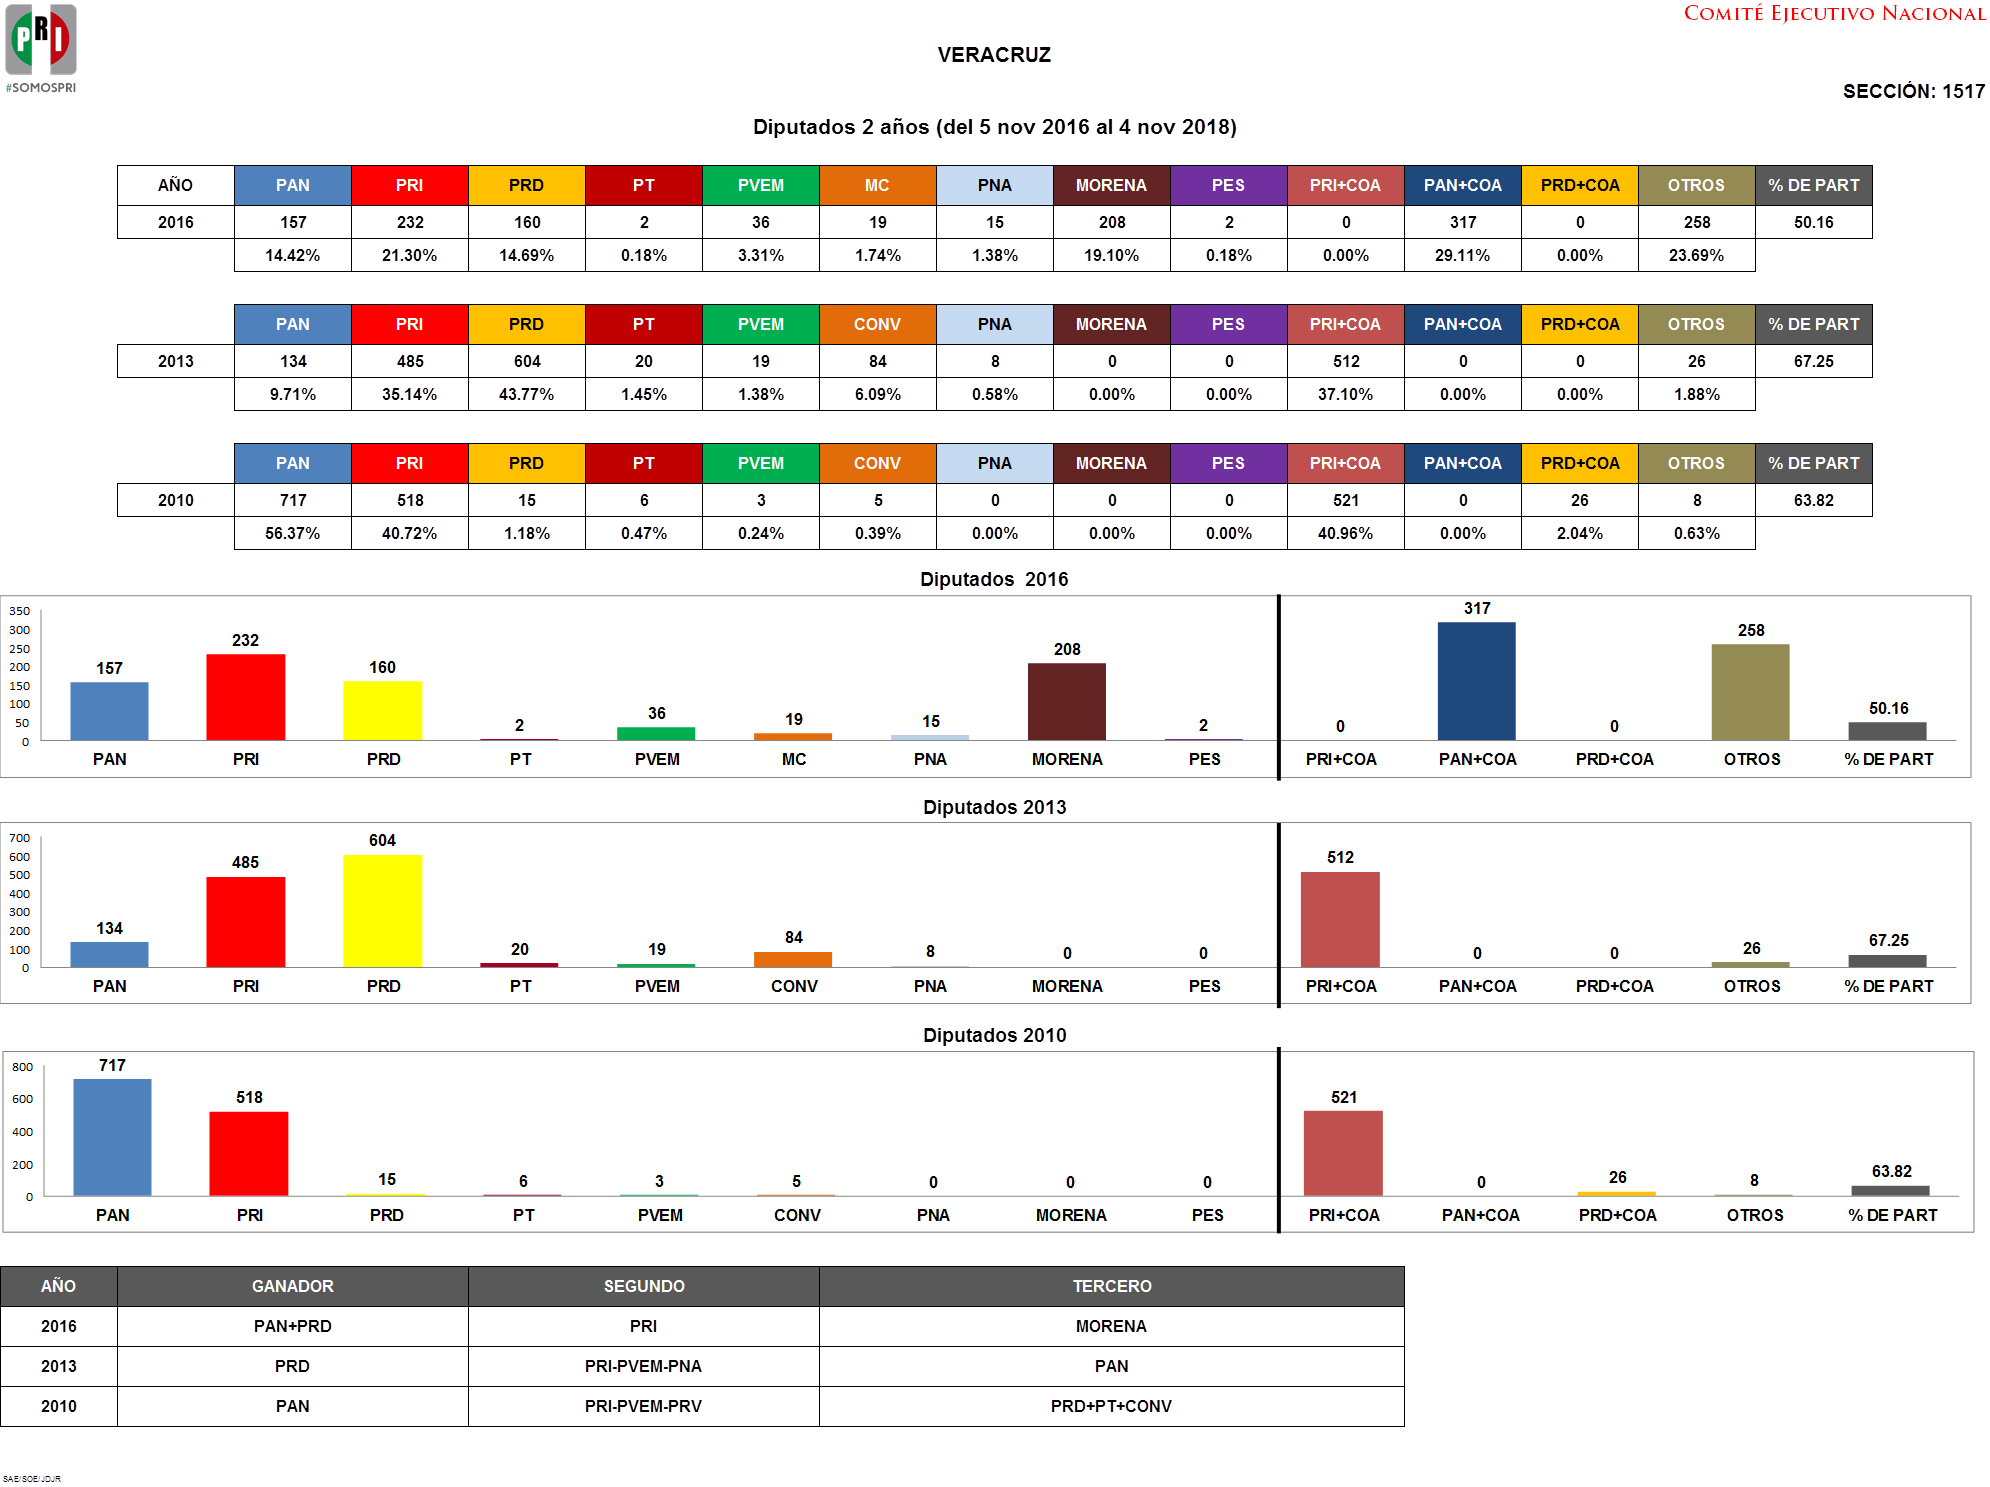 COMITÉ EJECUTIVO NACIONAL
PRI
#SOMOSPRI
VERACRUZ
SECCIÓN: 1517
Diputados 2 años (del 5 nov 2016 al 4 nov 2018)
AÑO PAN PRI PRD PT PVEM MC PNA MORENA PES PRI+COA PAN+COA PRD+COA OTROS % DE PART
2016 157 232 160 2 36 19 15 208 2 0 317 0 258 50.16
14.42% 21.30% 14.69% 0.18% 3.31% 1.74% 1.38% 19.10% 0.18% 0.00% 29.11% 0.00% 23.69%
PAN PRI PRD PT PVEM CONV PNA MORENA PES PRI+COA PAN+COA PRD+COA OTROS % DE PART
2013 134 485 604 20 19 84 8 0 0 512 0 0 26 67.25
9.71% 35.14% 43.77% 1.45% 1.38% 6.09% 0.58% 0.00% 0.00% 37.10% 0.00% 0.00% 1.88%
PAN PRI PRD PT PVEM CONV PNA MORENA PES PRI+COA PAN+COA PRD+COA OTROS % DE PART
2010 717 518 15 6 3 5 0 0 0 521 0 26 8 63.82
56.37% 40.72% 1.18% 0.47% 0.24% 0.39% 0.00% 0.00% 0.00% 40.96% 0.00% 2.04% 0.63%
Diputados 2016
350
300
250
200
150
100
50
0
157 232 160 2 36 19 15 208 2 0 317 0 258 50.16
PAN PRI PRD PT PVEM MC PNA MORENA PES PRI+COA PAN+COA PRD+COA OTROS % DE PART
Diputados 2013
700
600
500
400
300
200
100
0
134 485 604 20 19 84 8 0 0 512 0 0 26 67.25
PAN PRI PRD PT PVEM CONV PNA MORENA PES PRI+COA PAN+COA PRD+COA OTROS % DE PART
Diputados 2010
800
600
400
200
0
717 518 15 6 3 5 0 0 0 521 0 26 8 63.82
PAN PRI PRD PT PVEM CONV PNA MORENA PES PRI+COA PAN+COA PRD+COA OTROS % DE PART
AÑO GANADOR SEGUNDO TERCERO
2016 PAN+PRD PRI MORENA
2013 PRD PRI-PVEM-PNA PAN
2010 PAN PRI-PVEM-PRV PRD+PT+CONV
SAE/SOE/JDJR